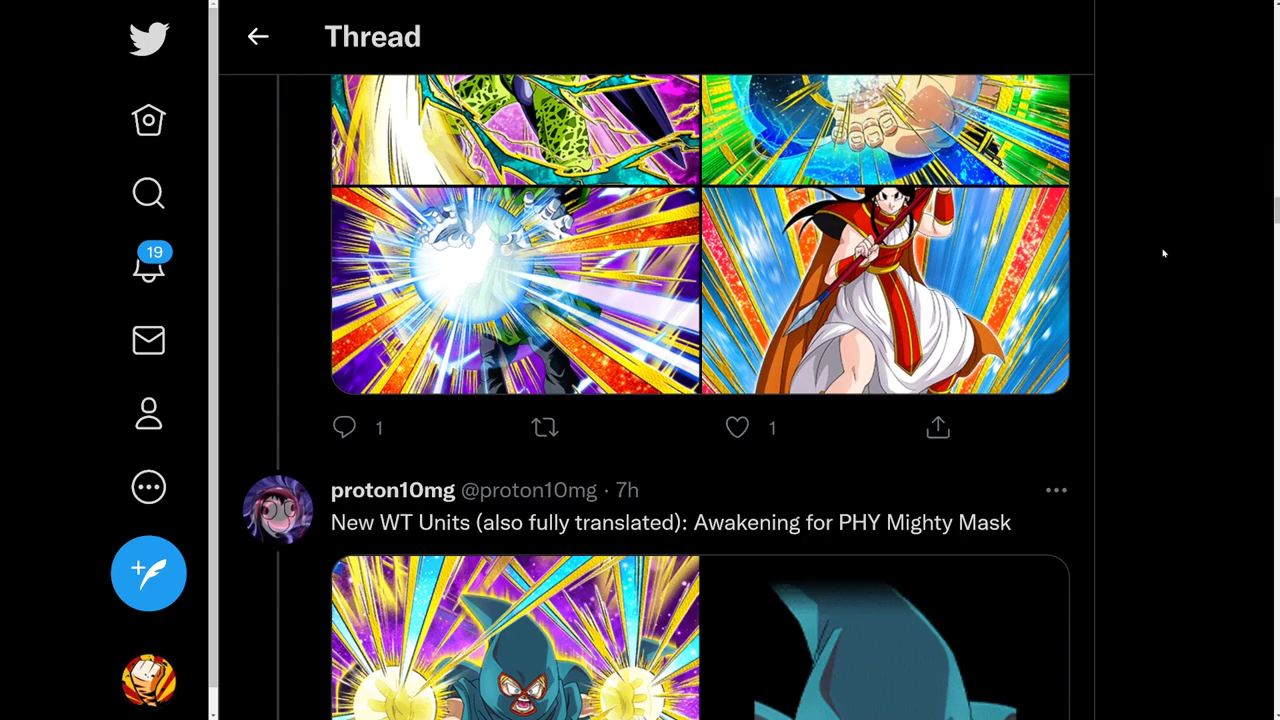 Thread
19
1
1
proton10mg @proton10mg · 7h
New WT Units (also fully translated): Awakening for PHY Mighty Mask